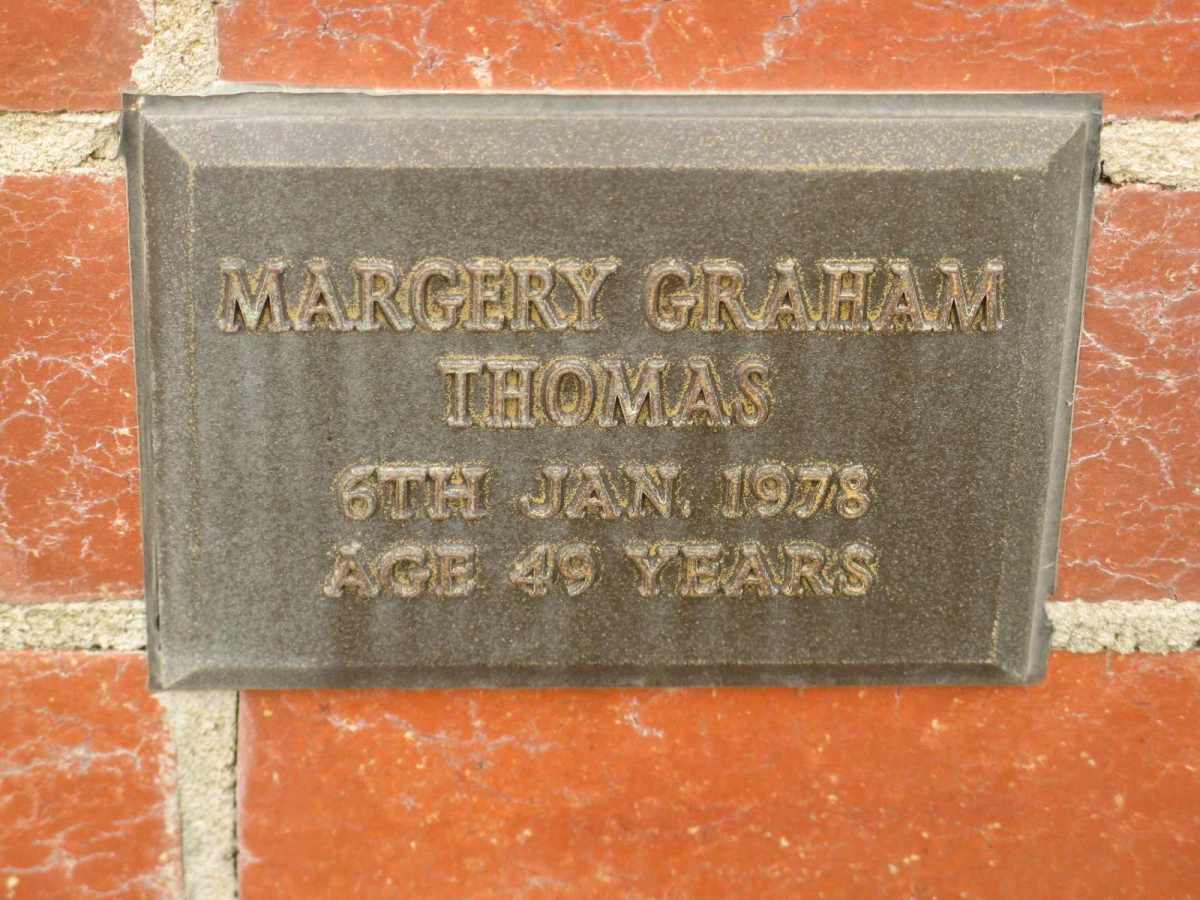 MARGERY GRAHAM
THOMAS
6TH JAN. 1978
AGE 49 YEARS